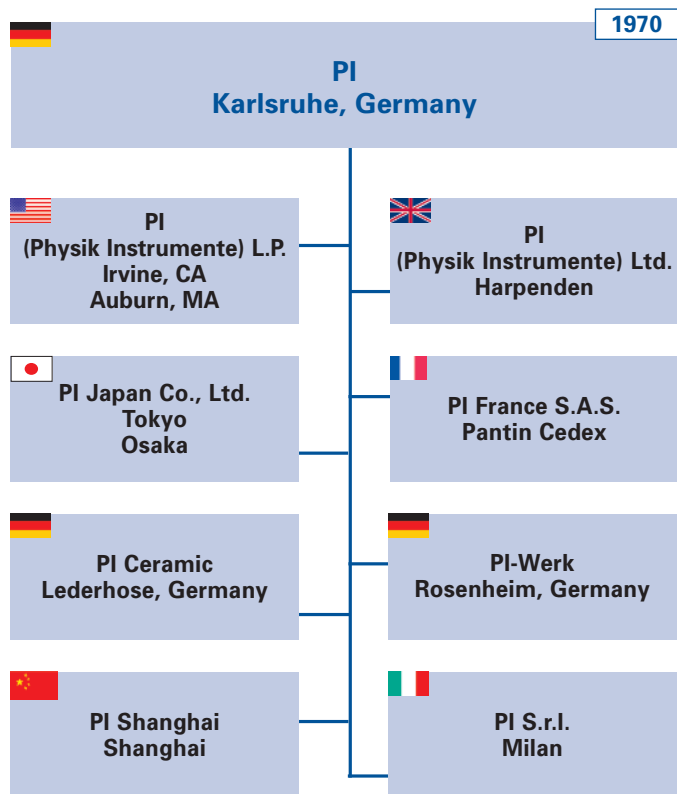 1970
PI
Karlsruhe, Germany
PI
(Physik Instrumente) L.P.
Irvine, CA
Auburn, MA
PI
(Physik Instrumente) Ltd.
Harpenden
PI Japan Co., Ltd.
Tokyo
Osaka
PI France S.A.S.
Pantin Cedex
PI Ceramic
Lederhose, Germany
PI-Werk
Rosenheim, Germany
PI Shanghai
Shanghai
PI S.r.l.
Milan